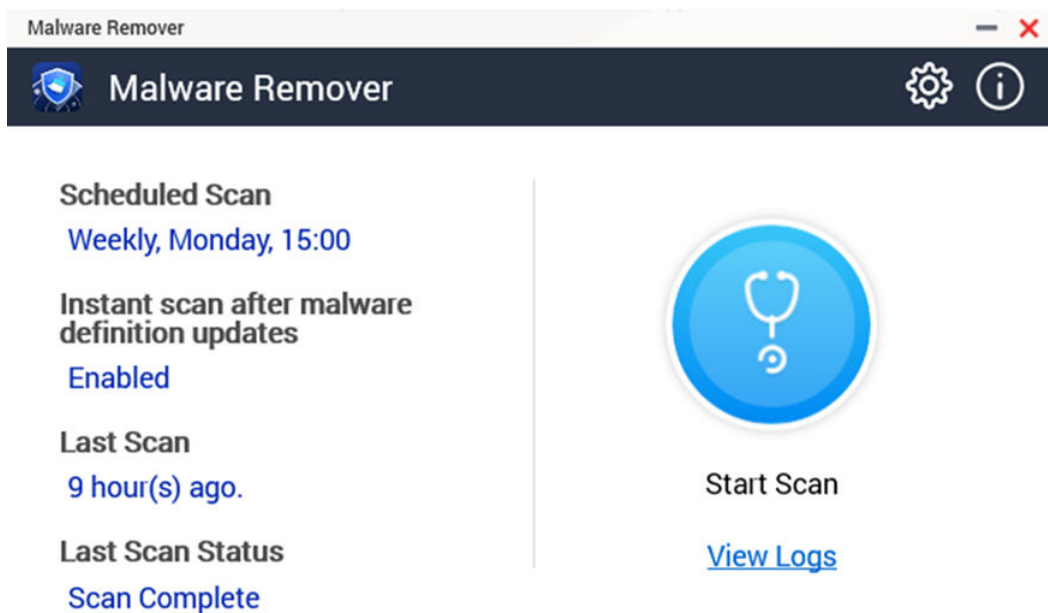 Malware Remover
Malware Remover
Scheduled Scan
Weekly, Monday, 15:00
Instant scan after malware
definition updates
Enabled
Last Scan
9 hour(s) ago.
Last Scan Status
Scan Complete
Start Scan
View Logs